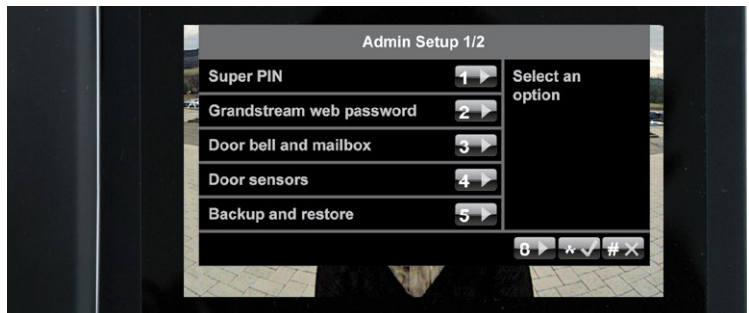 Admin Setup 1/2
Super PIN 1
Select an
option
Grandstream web password 2
Door bell and mailbox 3
Door sensors 4
Backup and restore 5
8 * #